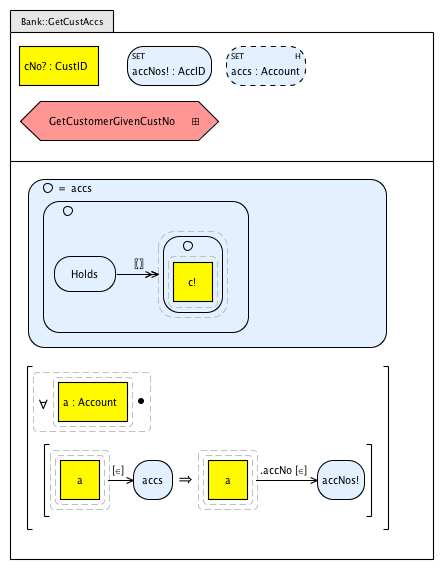 Bank::GetCustAccs
cNo? : CustID
SET
accNos! : AccID
SET H
accs : Account
GetCustomerGivenCustNo ⊞
= accs
Holds
〚〛
c!
∀ a : Account •
a [∈] accs ⇒ a .accNo [∈] accNos!